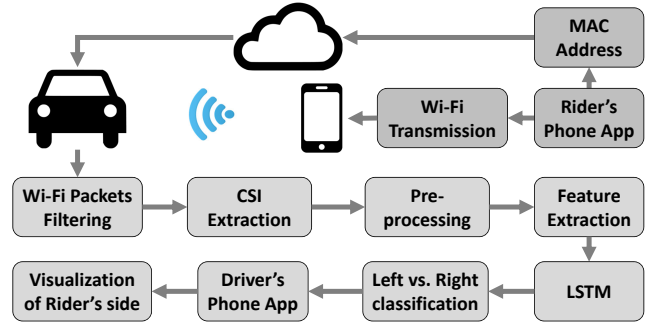 MAC
Address
Wi-Fi
Transmission
Rider's
Phone App
Wi-Fi Packets
Filtering
CSI
Extraction
Pre-
processing
Feature
Extraction
Visualization
of Rider's side
Driver's
Phone App
Left vs. Right
classification
LSTM